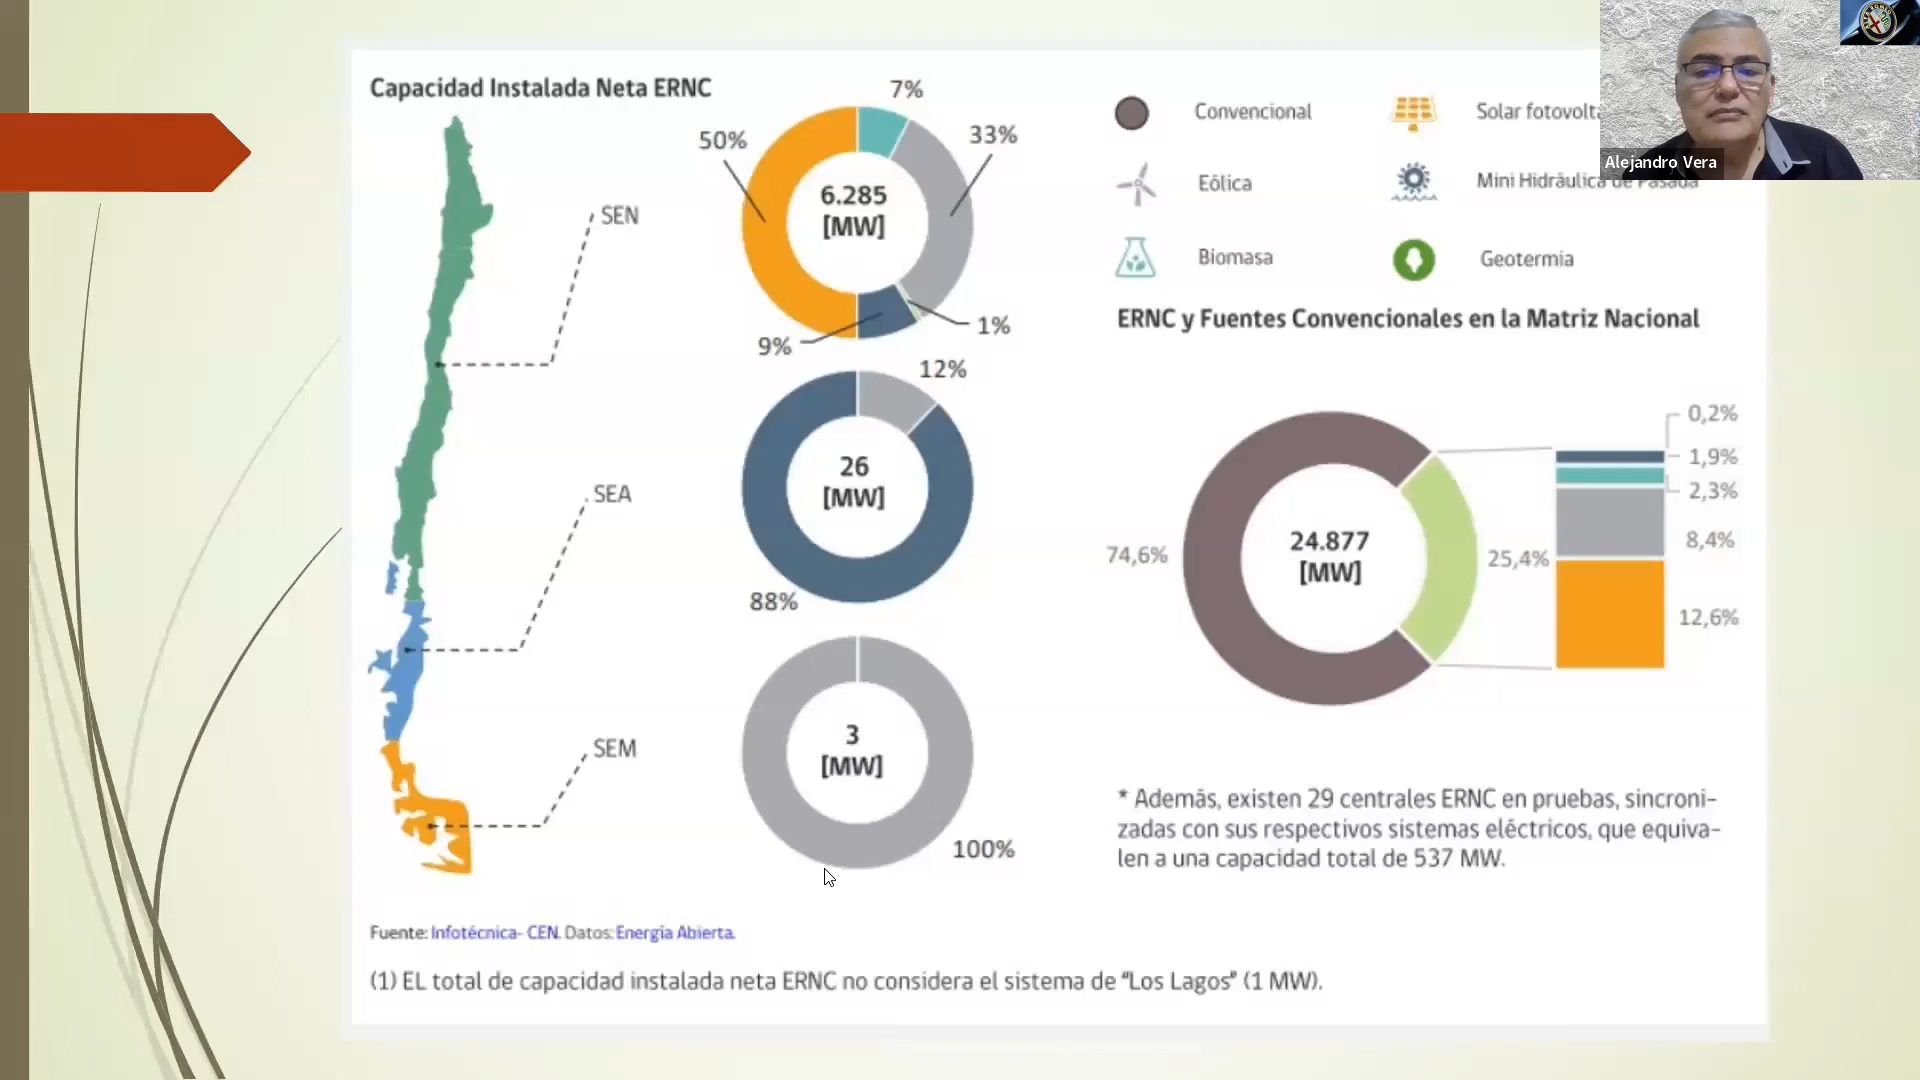 Capacidad Instalada Neta ERNC
SEN
SEA
SEM
7%
50%
33%
6.285
[MW]
9%
1%
12%
26
[MW]
88%
3
[MW]
100%
Convencional
Solar
Eólica
Mini Hidráulica de Pasada
Biomasa
Geotermia
ERNC y Fuentes Convencionales en la Matriz Nacional
74,6%
24.877
[MW]
25,4%
0,2%
1,9%
2,3%
8,4%
12,6%
* Además, existen 29 centrales ERNC en pruebas, sincroni-
zadas con sus respectivos sistemas eléctricos, que equiva-
len a una capacidad total de 537 MW.
Fuente: Infotécnica- CEN. Datos: Energía Abierta.
(1) EL total de capacidad instalada neta ERNC no considera el sistema de "Los Lagos" (1 MW).
Alejandro Vera